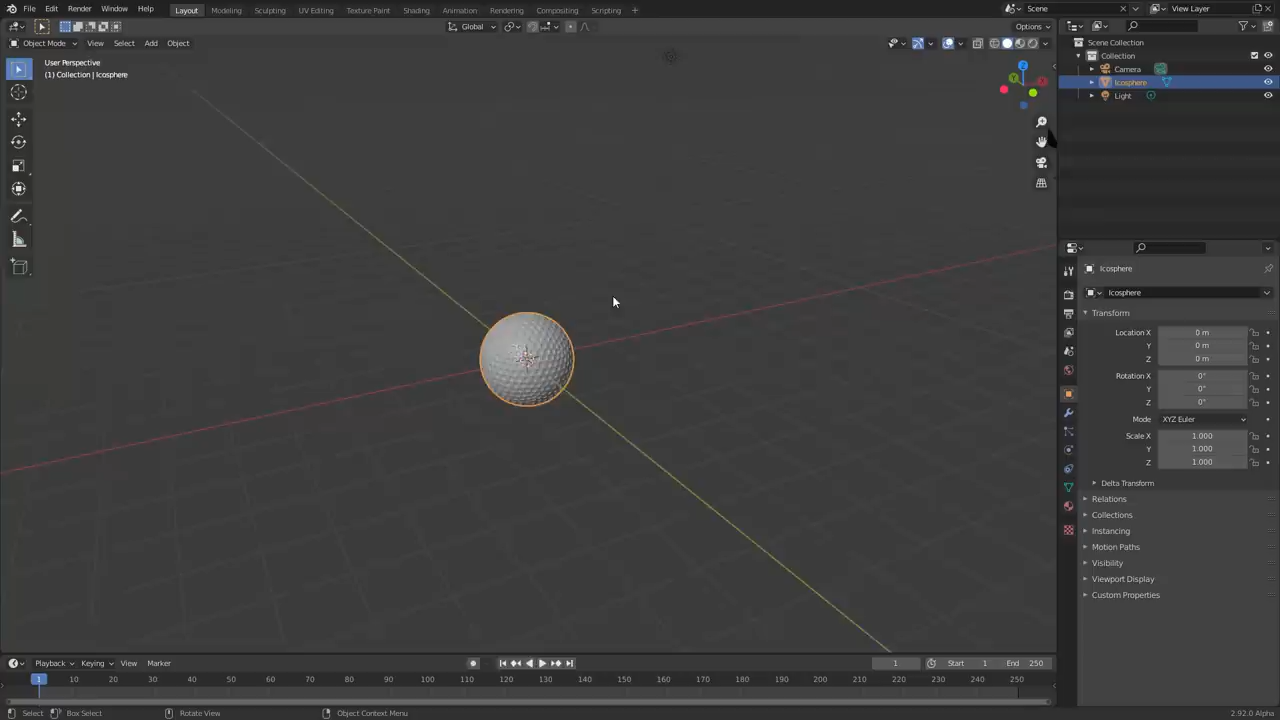 File Edit Render Window Help Layout Modeling Sculpting UV Editing Texture Paint Shading Animation Rendering Compositing Scripting + Scene View Layer
Global Options
Object Mode View Select Add Object
User Perspective
(1) Collection | Icosphere
Z
Y
Scene Collection
Collection
Camera
Icosphere
Light
Icosphere
Icosphere
Transform
Location X 0 m
Y 0 m
Z 0 m
Rotation X 0°
Y 0°
Z 0°
Mode XYZ Euler
Scale X 1.000
Y 1.000
Z 1.000
Delta Transform
Relations
Collections
Instancing
Motion Paths
Visibility
Viewport Display
Custom Properties
Playback Keying View Marker 1 Start 1 End 250
1 10 20 30 40 50 60 70 80 90 100 110 120 130 140 150 160 170 180 190 200 210 220 230 240 250
Select Box Select Rotate View Object Context Menu 2.92.0 Alpha